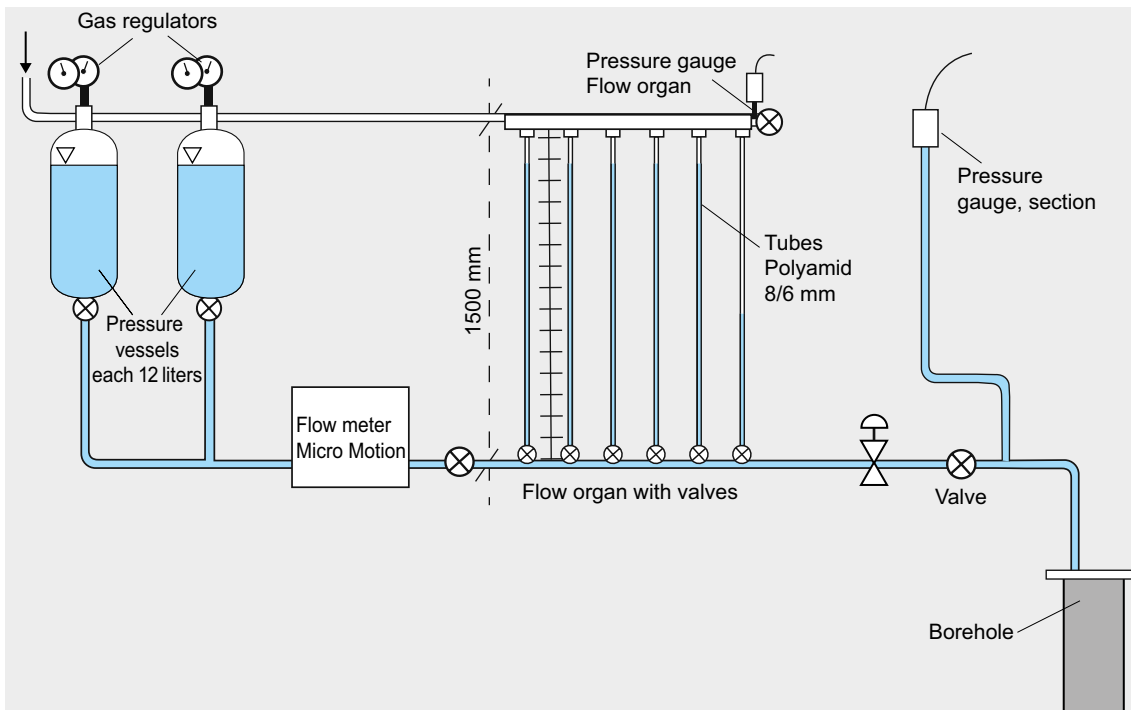 Gas regulators
Pressure gauge
Flow organ
Pressure
gauge, section
Tubes
Polyamid
8/6 mm
1500 mm
Pressure
vessels
each 12 liters
Flow meter
Micro Motion
Flow organ with valves
Valve
Borehole